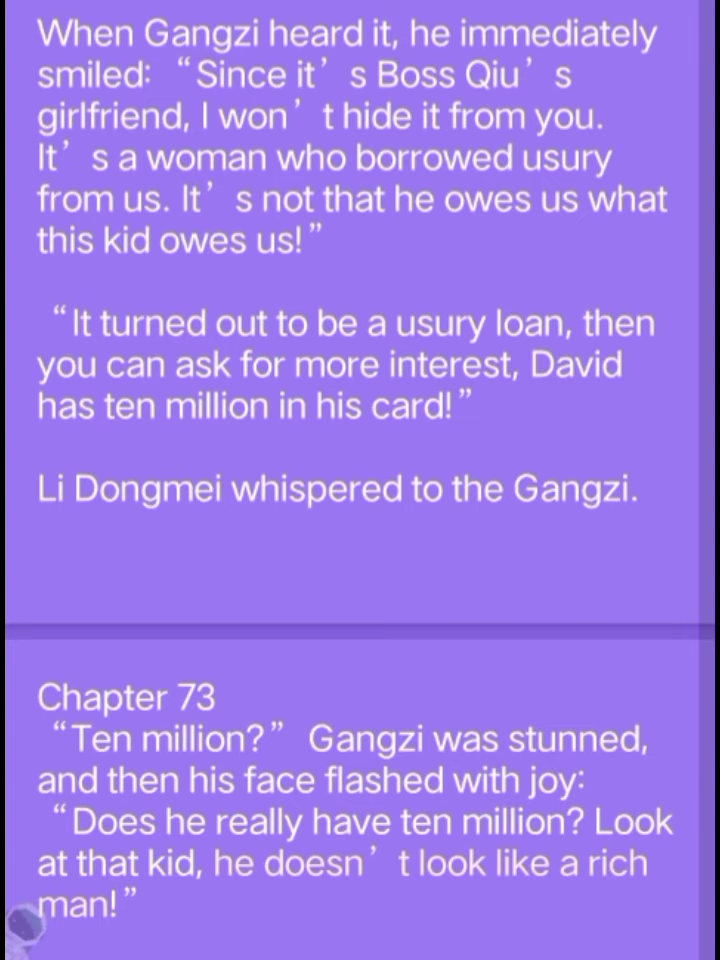 When Gangzi heard it, he immediately
smiled: “Since it’s Boss Qiu’s
girlfriend, I won’t hide it from you.
It’s a woman who borrowed usury
from us. It’s not that he owes us what
this kid owes us!”
“It turned out to be a usury loan, then
you can ask for more interest, David
has ten million in his card!”
Li Dongmei whispered to the Gangzi.
Chapter 73
“Ten million?” Gangzi was stunned,
and then his face flashed with joy:
“Does he really have ten million? Look
at that kid, he doesn’t look like a rich
man!”